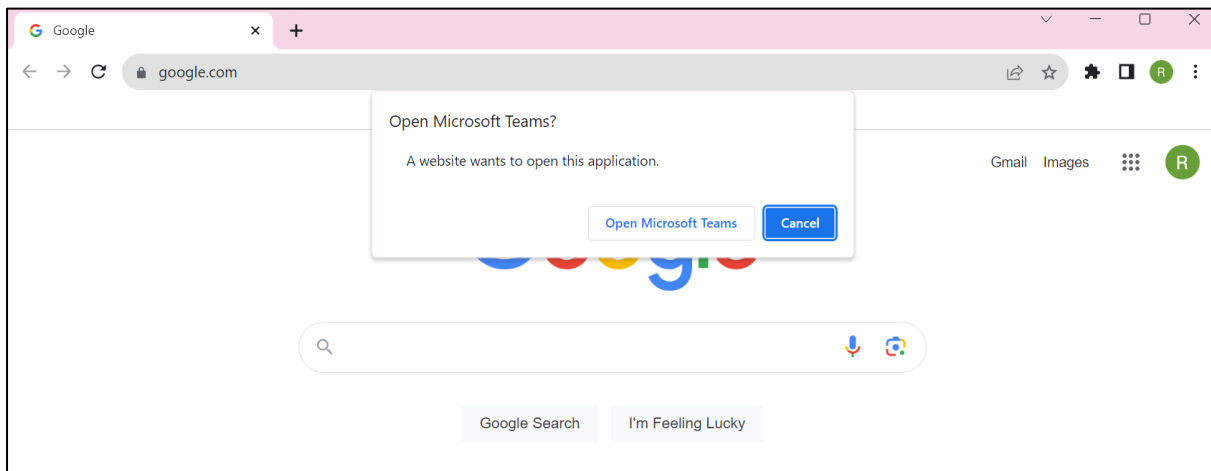 Google
google.com
R
Open Microsoft Teams?
A website wants to open this application.
Open Microsoft Teams
Cancel
Gmail Images
R
Google Search
I'm Feeling Lucky